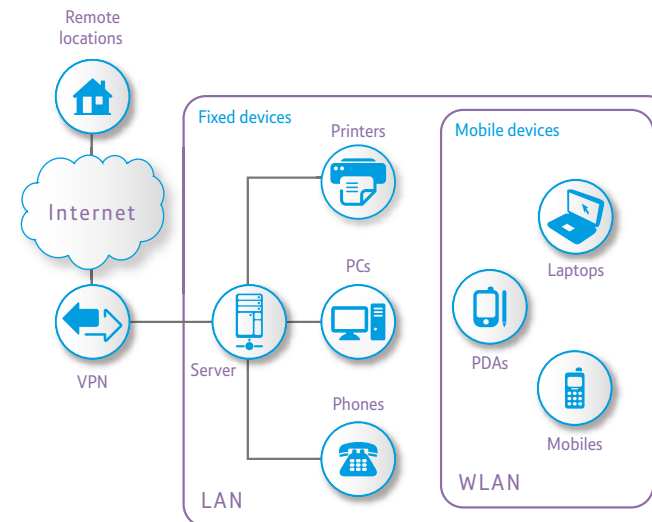 Remote
locations
Internet
VPN
Fixed devices
Printers
PCs
Server
Phones
LAN
Mobile devices
Laptops
PDAs
Mobiles
WLAN